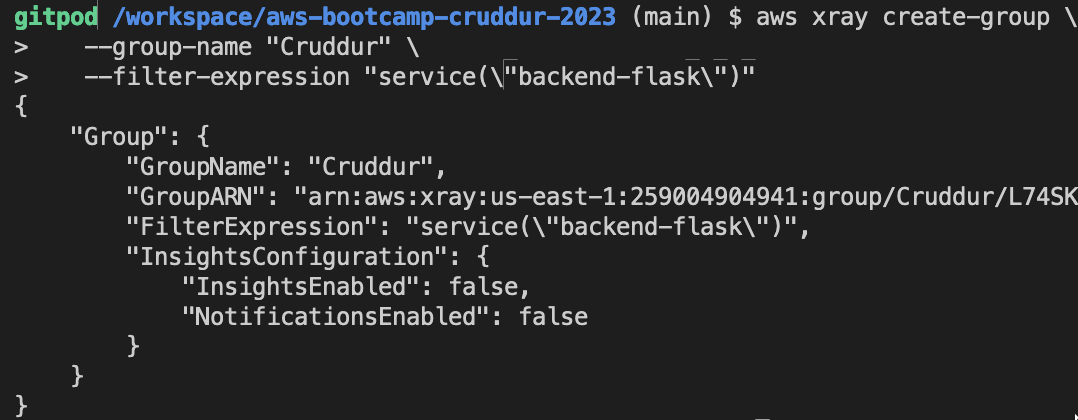 gitpod /workspace/aws-bootcamp-cruddur-2023 (main) $ aws xray create-group \
>    --group-name "Cruddur" \
>    --filter-expression "service(\"backend-flask\")"
{
    "Group": {
        "GroupName": "Cruddur",
        "GroupARN": "arn:aws:xray:us-east-1:259004904941:group/Cruddur/L74SK
        "FilterExpression": "service(\"backend-flask\")",
        "InsightsConfiguration": {
            "InsightsEnabled": false,
            "NotificationsEnabled": false
        }
    }
}